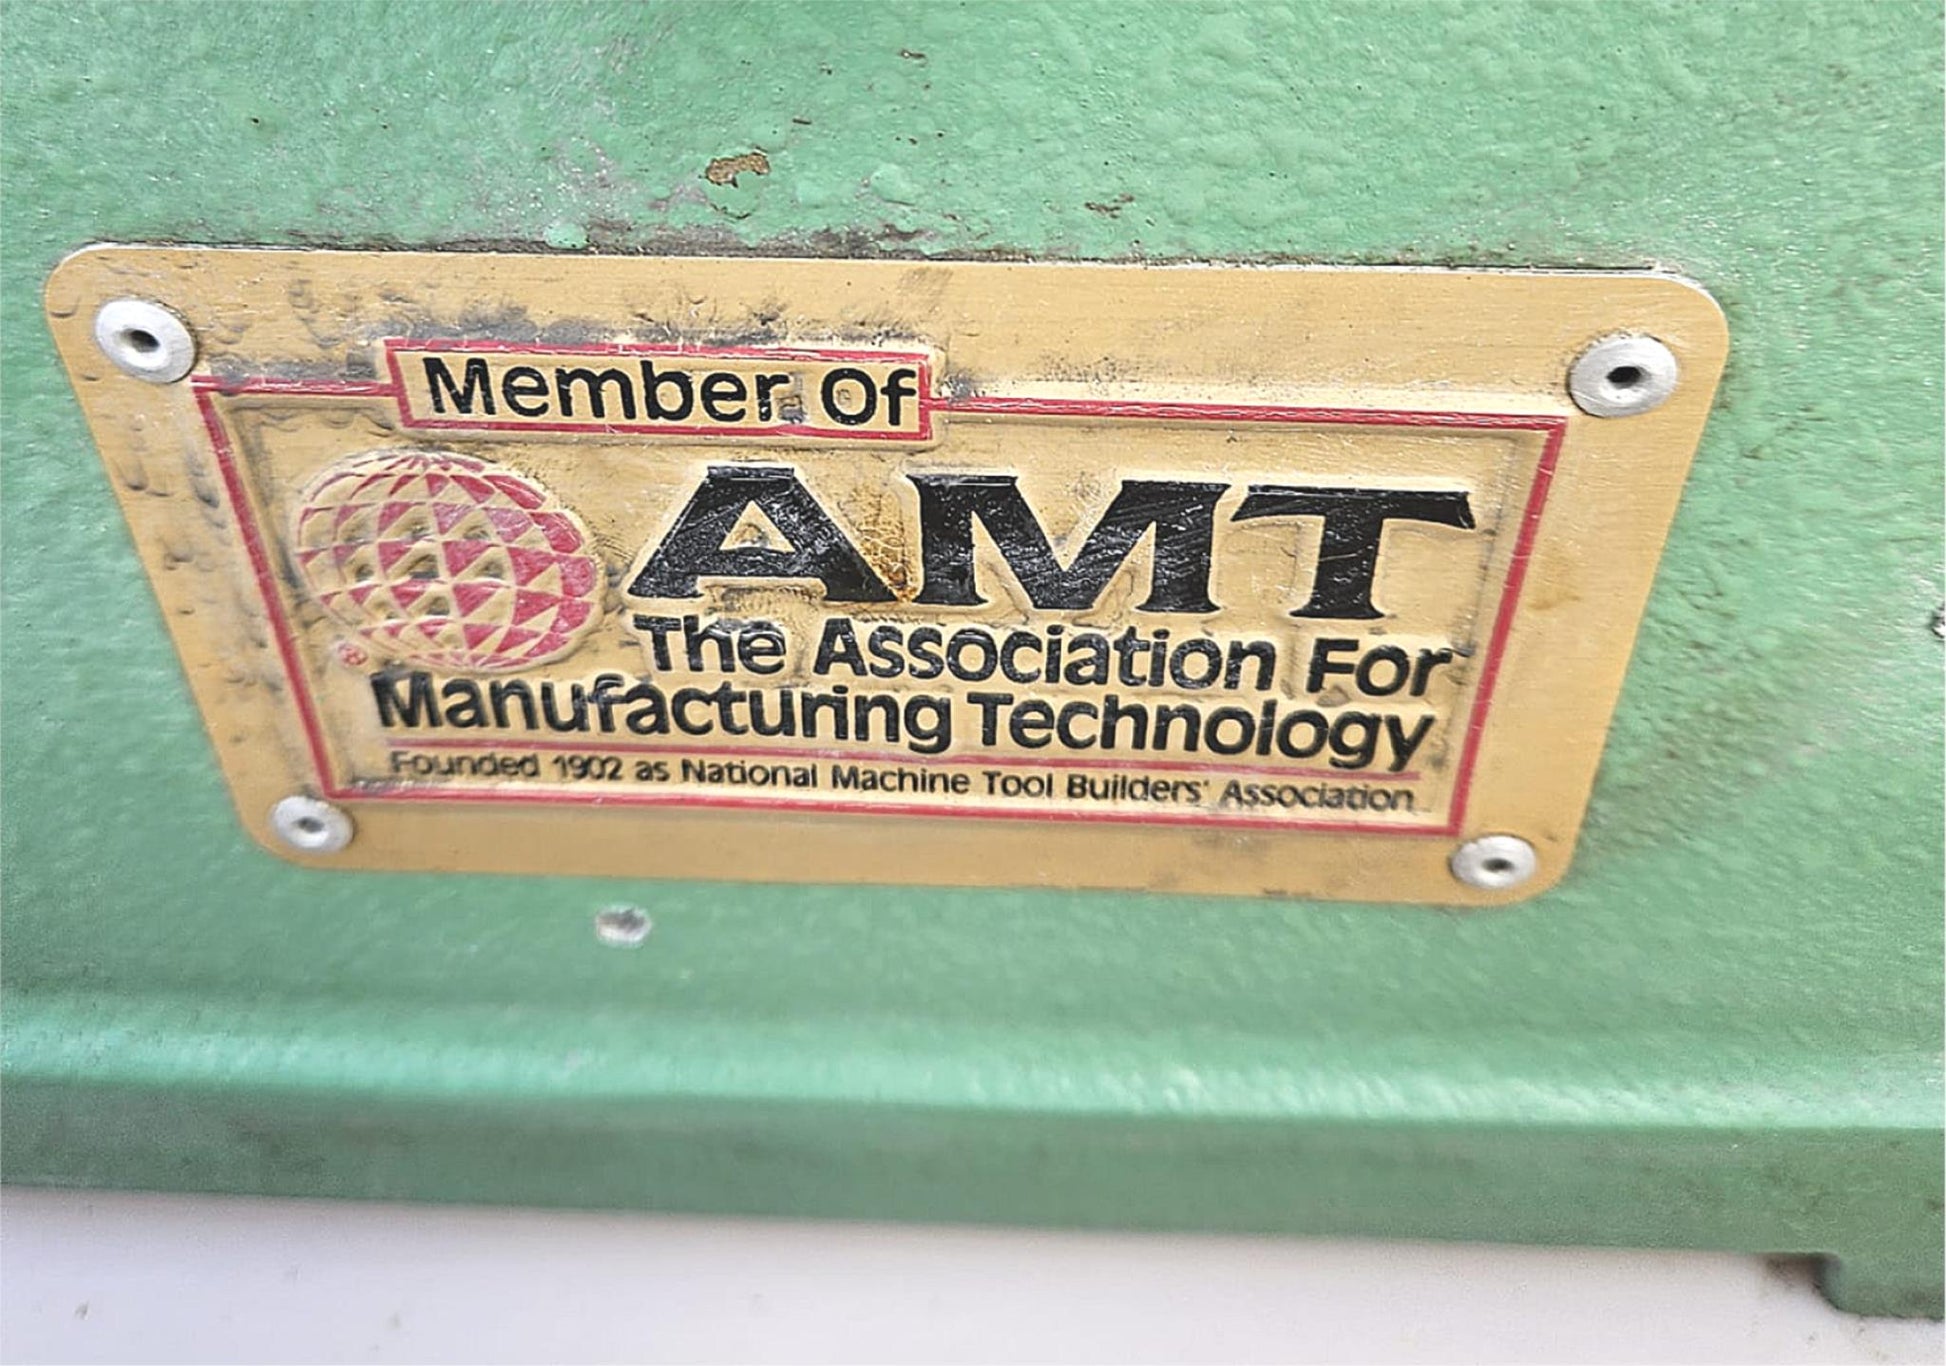 Member Of
AMT
The Association For
®
Manufacturing Technology
Founded 1902 as National Machine Tool Builders' Association